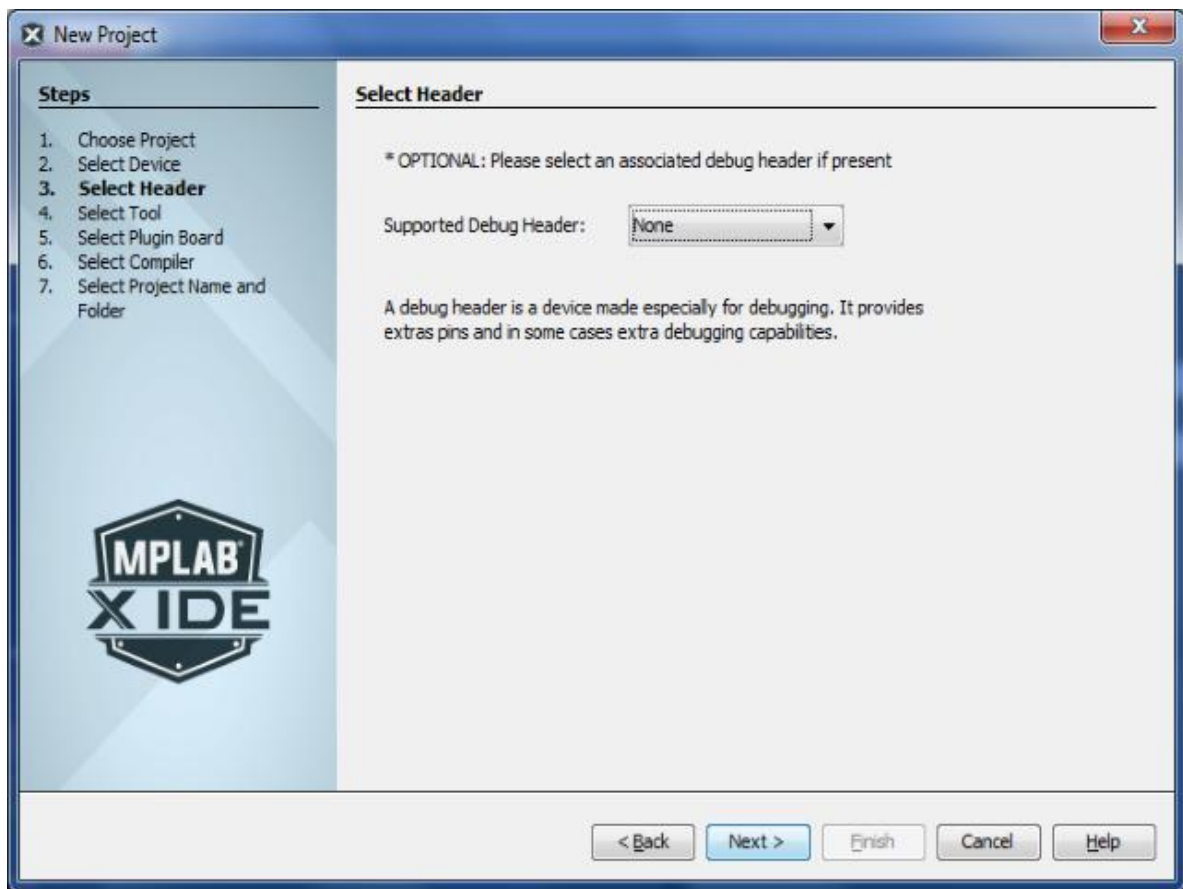 New Project
Steps
1. Choose Project
2. Select Device
3. Select Header
4. Select Tool
5. Select Plugin Board
6. Select Compiler
7. Select Project Name and
Folder
MPLAB®
X IDE
Select Header
* OPTIONAL: Please select an associated debug header if present
Supported Debug Header: None
A debug header is a device made especially for debugging. It provides
extras pins and in some cases extra debugging capabilities.
< Back Next > Finish Cancel Help